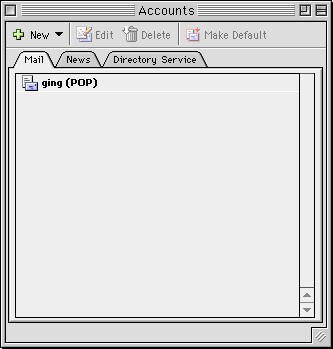 Accounts
New Edit Delete Make Default
Mail News Directory Service
ging (POP)